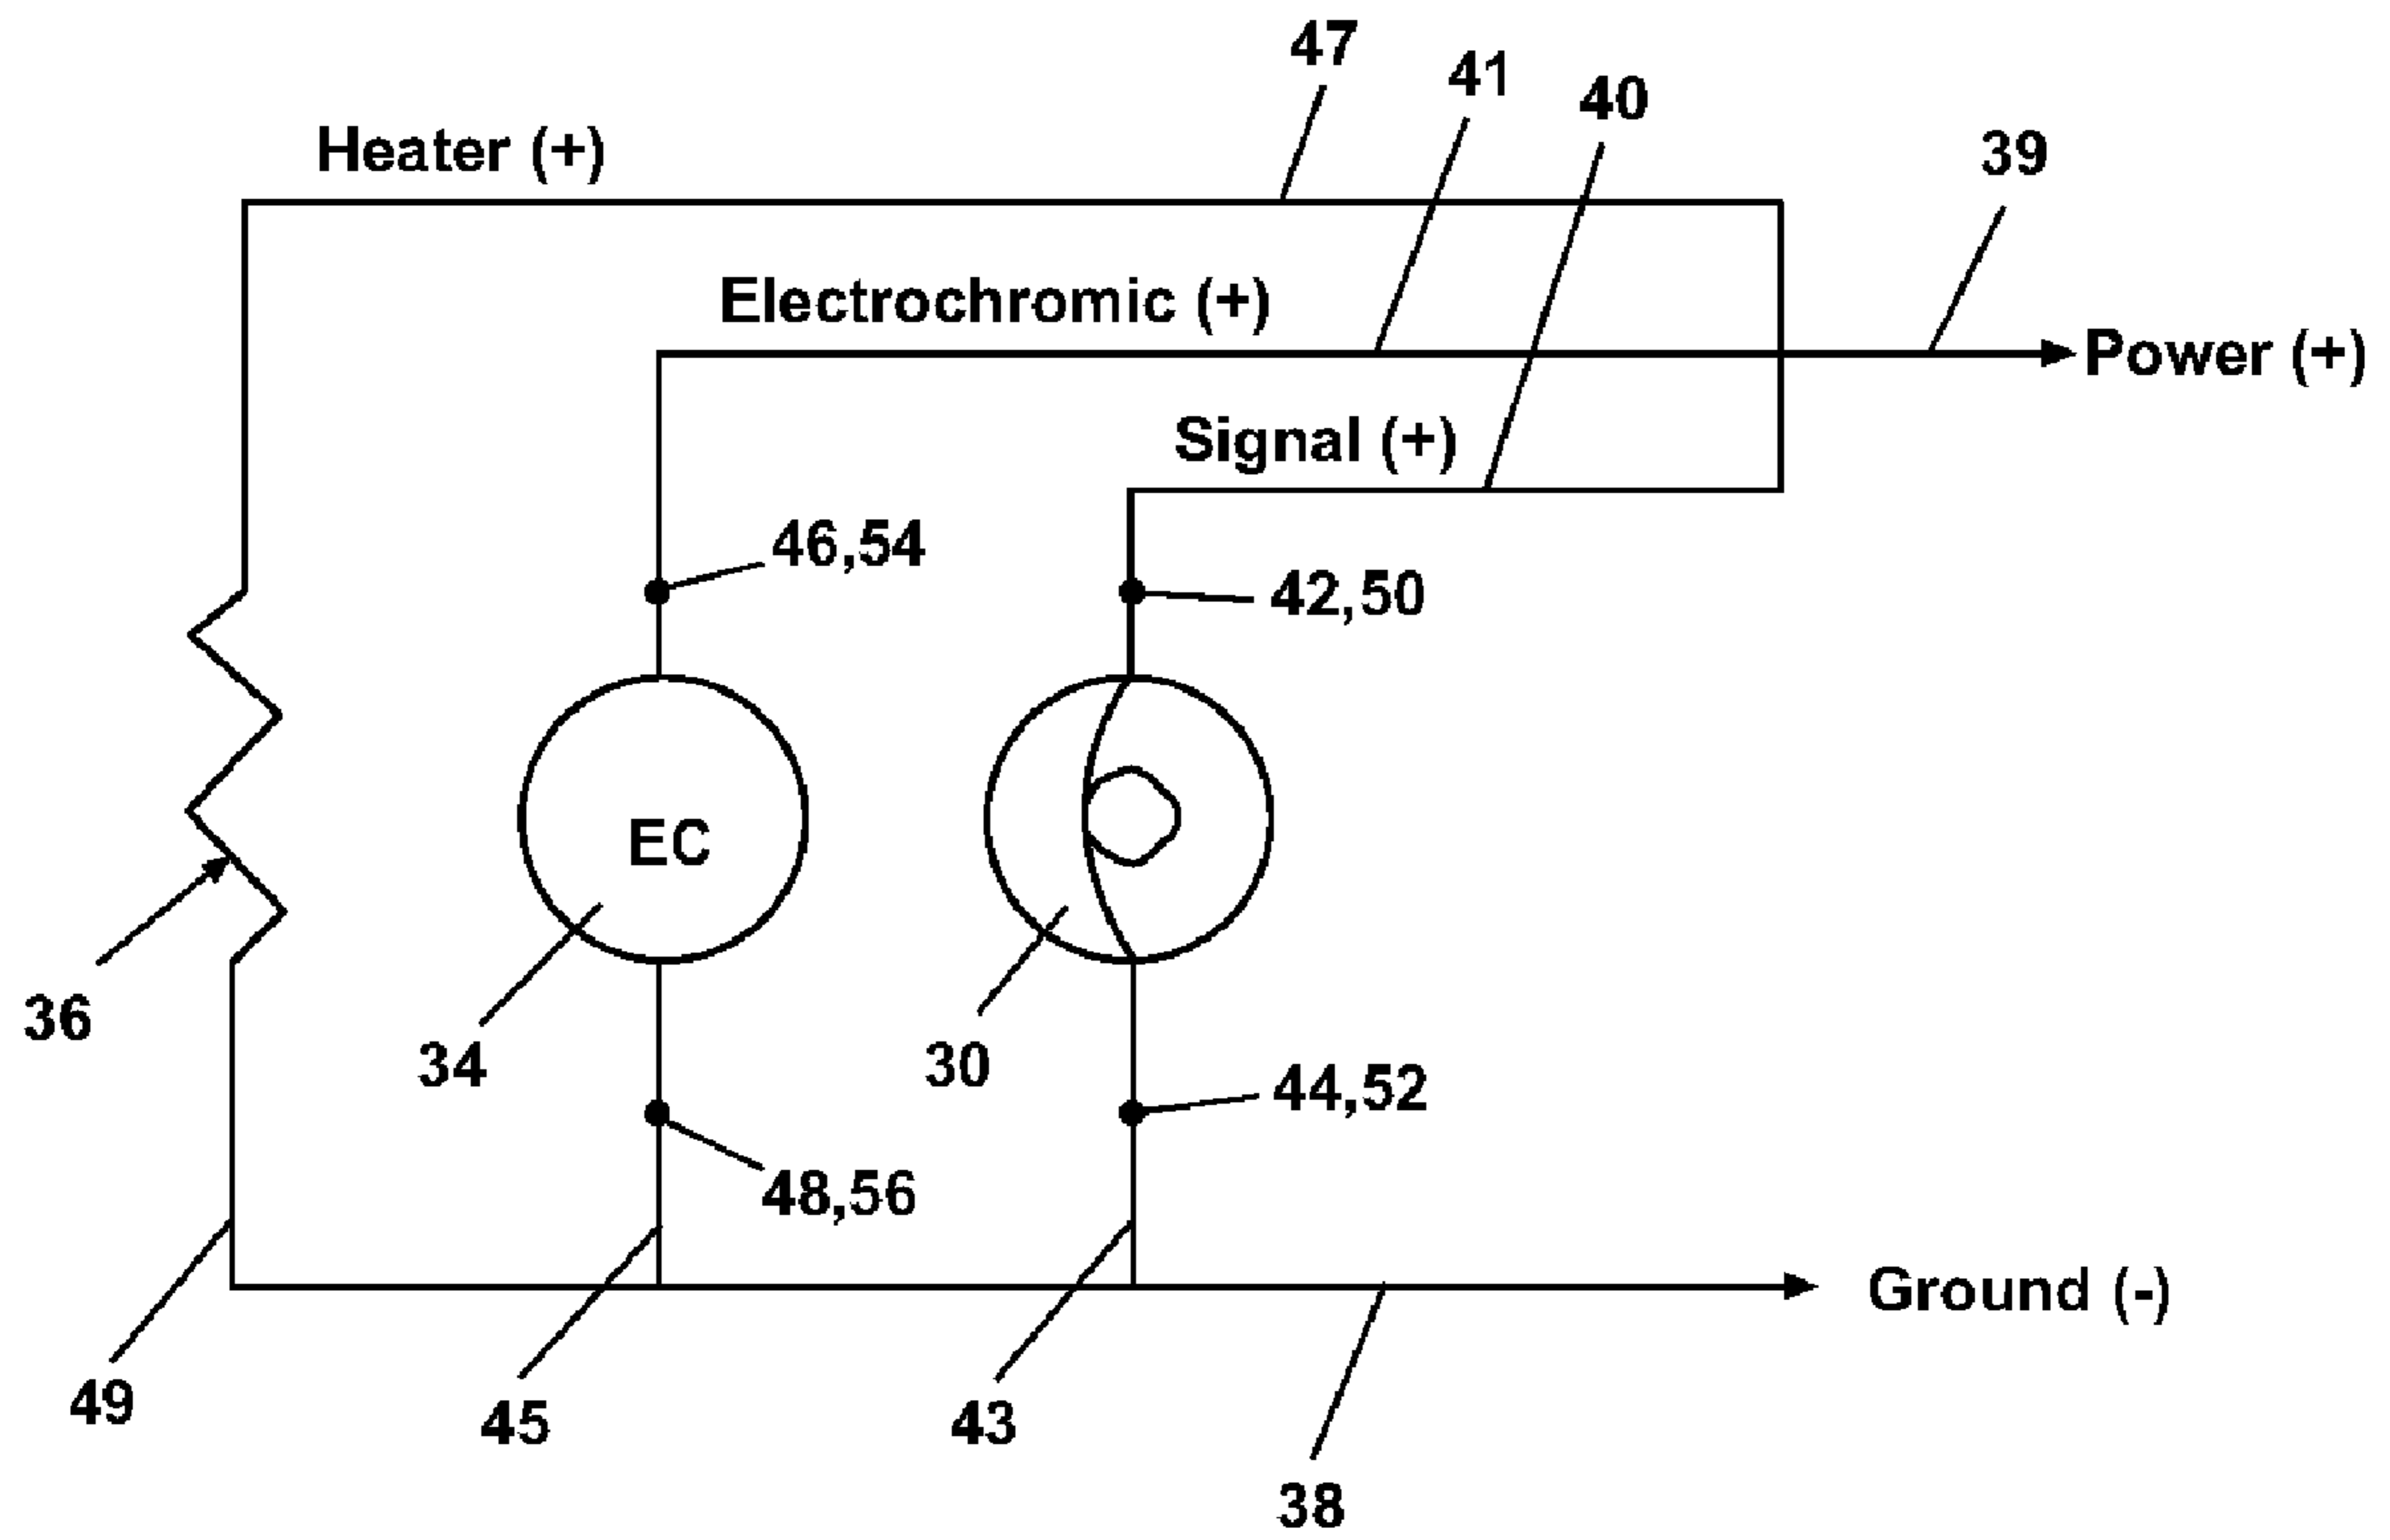 47
41
40
39
Heater (+)
Electrochromic (+)
Power (+)
Signal (+)
46,54
42,50
EC
36
34
30
44,52
48,56
Ground (-)
49
45
43
38